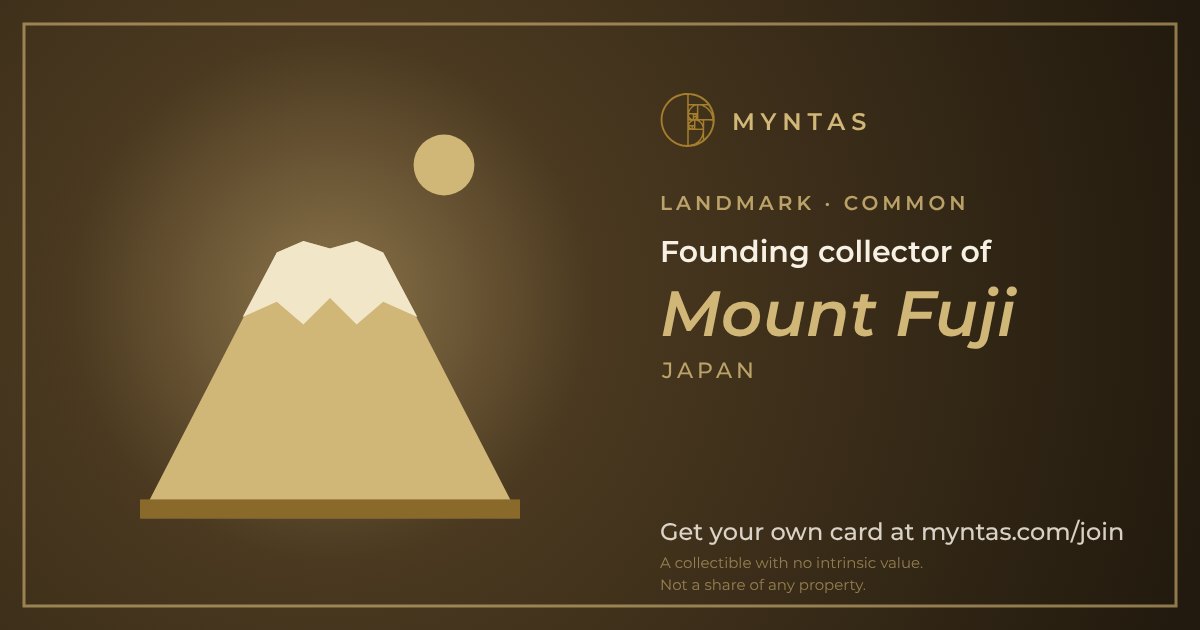 MYNTAS
LANDMARK · COMMON
Founding collector of
Mount Fuji
JAPAN
Get your own card at myntas.com/join
A collectible with no intrinsic value.
Not a share of any property.